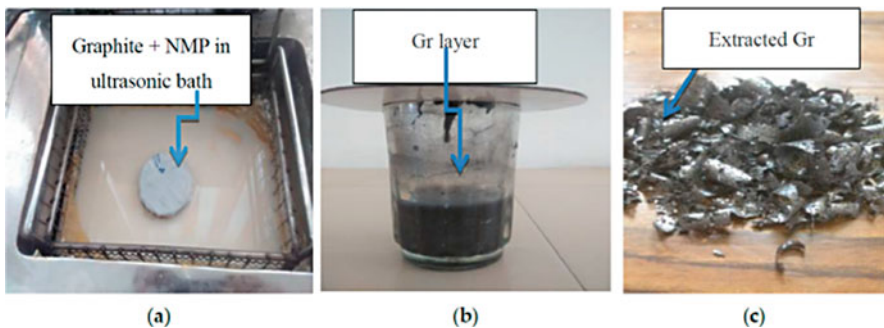 Graphite + NMP in
ultrasonic bath
Gr layer
Extracted Gr
(a)
(b)
(c)